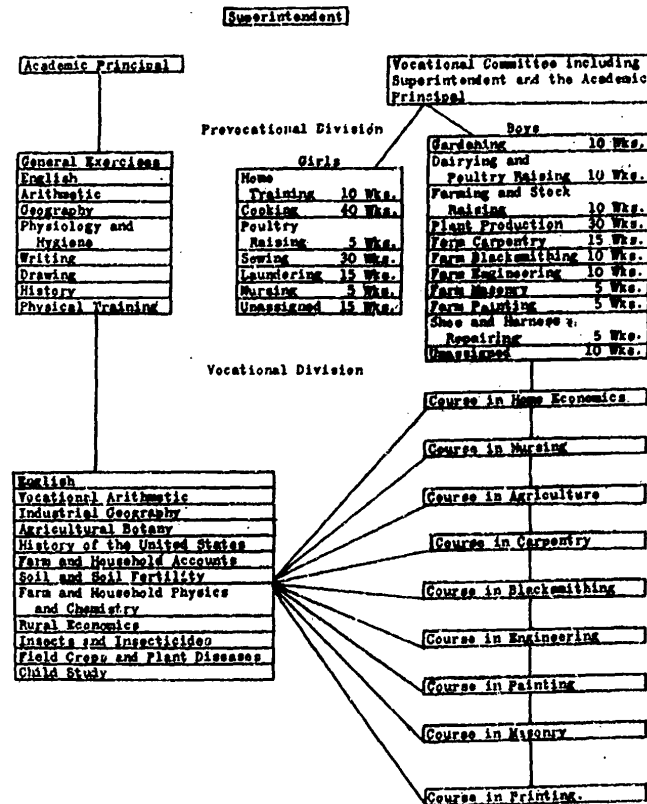 Superintendent
Academic Principal
Vocational Committee including
Superintendent and the Academic
Principal
Prevocational Division
General Exercises
English
Arithmetic
Geography
Physiology and
Hygiene
Writing
Drawing
History
Physical Training
Girls
Home
Training 10 Wks.
Cooking 40 Wks.
Poultry
Raising 5 Wks.
Sewing 30 Wks.
Laundering 15 Wks.
Nursing 5 Wks.
Unassigned 15 Wks.
Boys
Gardening 10 Wks.
Dairying and
Poultry Raising 10 Wks.
Farming and Stock
Raising 10 Wks.
Plant Production 30 Wks.
Farm Carpentry 15 Wks.
Farm Blacksmithing 10 Wks.
Farm Engineering 10 Wks.
Farm Masonry 5 Wks.
Farm Painting 5 Wks.
Shoe and Harness
Repairing 5 Wks.
Unassigned 10 Wks.
Vocational Division
English
Vocational Arithmetic
Industrial Geography
Agricultural Botany
History of the United States
Farm and Household Accounts
Soil and Soil Fertility
Farm and Household Physics
and Chemistry
Rural Economics
Insects and Insecticides
Field Crops and Plant Diseases
Child Study
Course in Home Economics
Course in Nursing
Course in Agriculture
Course in Carpentry
Course in Blacksmithing
Course in Engineering
Course in Painting
Course in Masonry
Course in Printing.